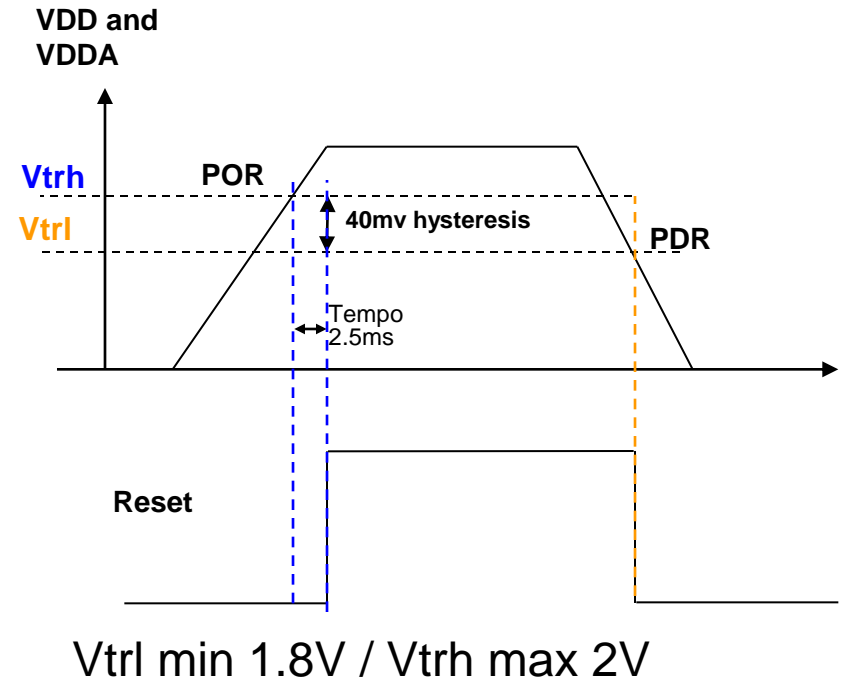 VDD and
VDDA
Vtrh
POR
Vtrl
40mv hysteresis
PDR
Tempo
2.5ms
Reset
Vtrl min 1.8V / Vtrh max 2V